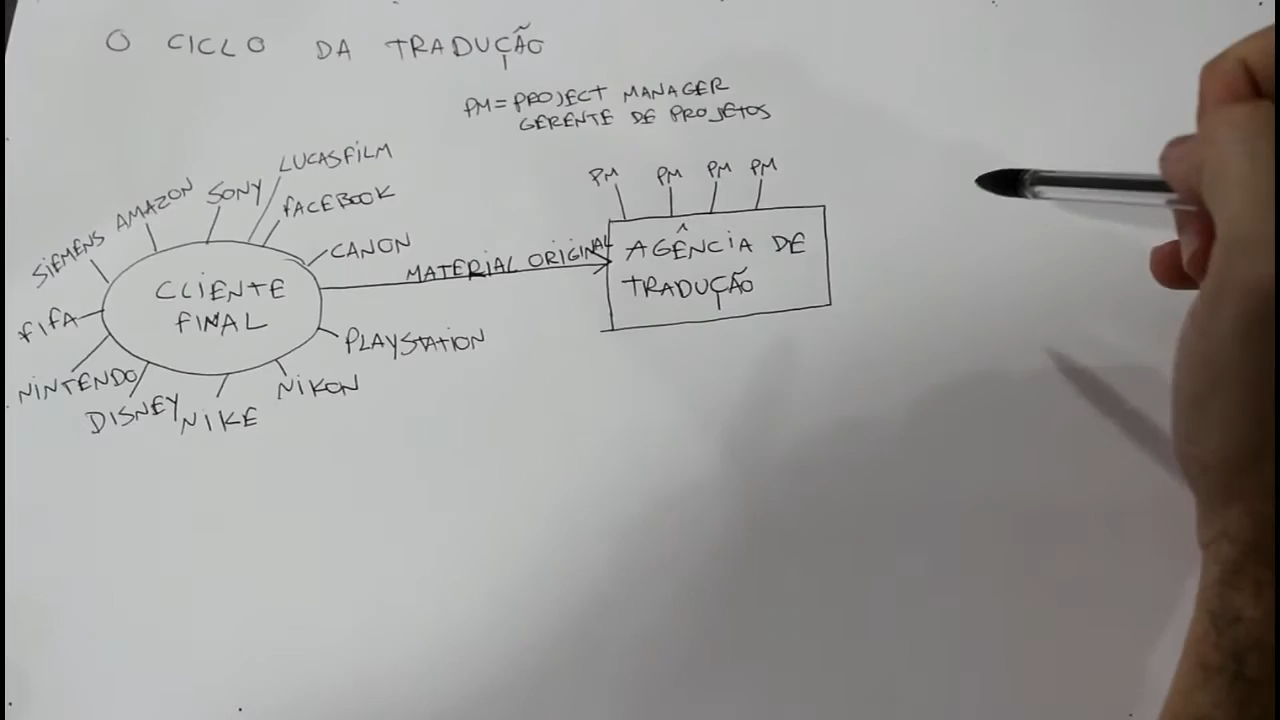 O CICLO DA TRADUÇÃO
PM = PROJECT MANAGER
GERENTE DE PROJETOS
LUCASFILM
SIEMENS
AMAZON
SONY
FACEBOOK
CANON
PM
PM
PM
PM
FIFA
CLIENTE
FINAL
MATERIAL ORIGINAL
AGÊNCIA DE
TRADUÇÃO
PLAYSTATION
NINTENDO
DISNEY
NIKE
NIKON